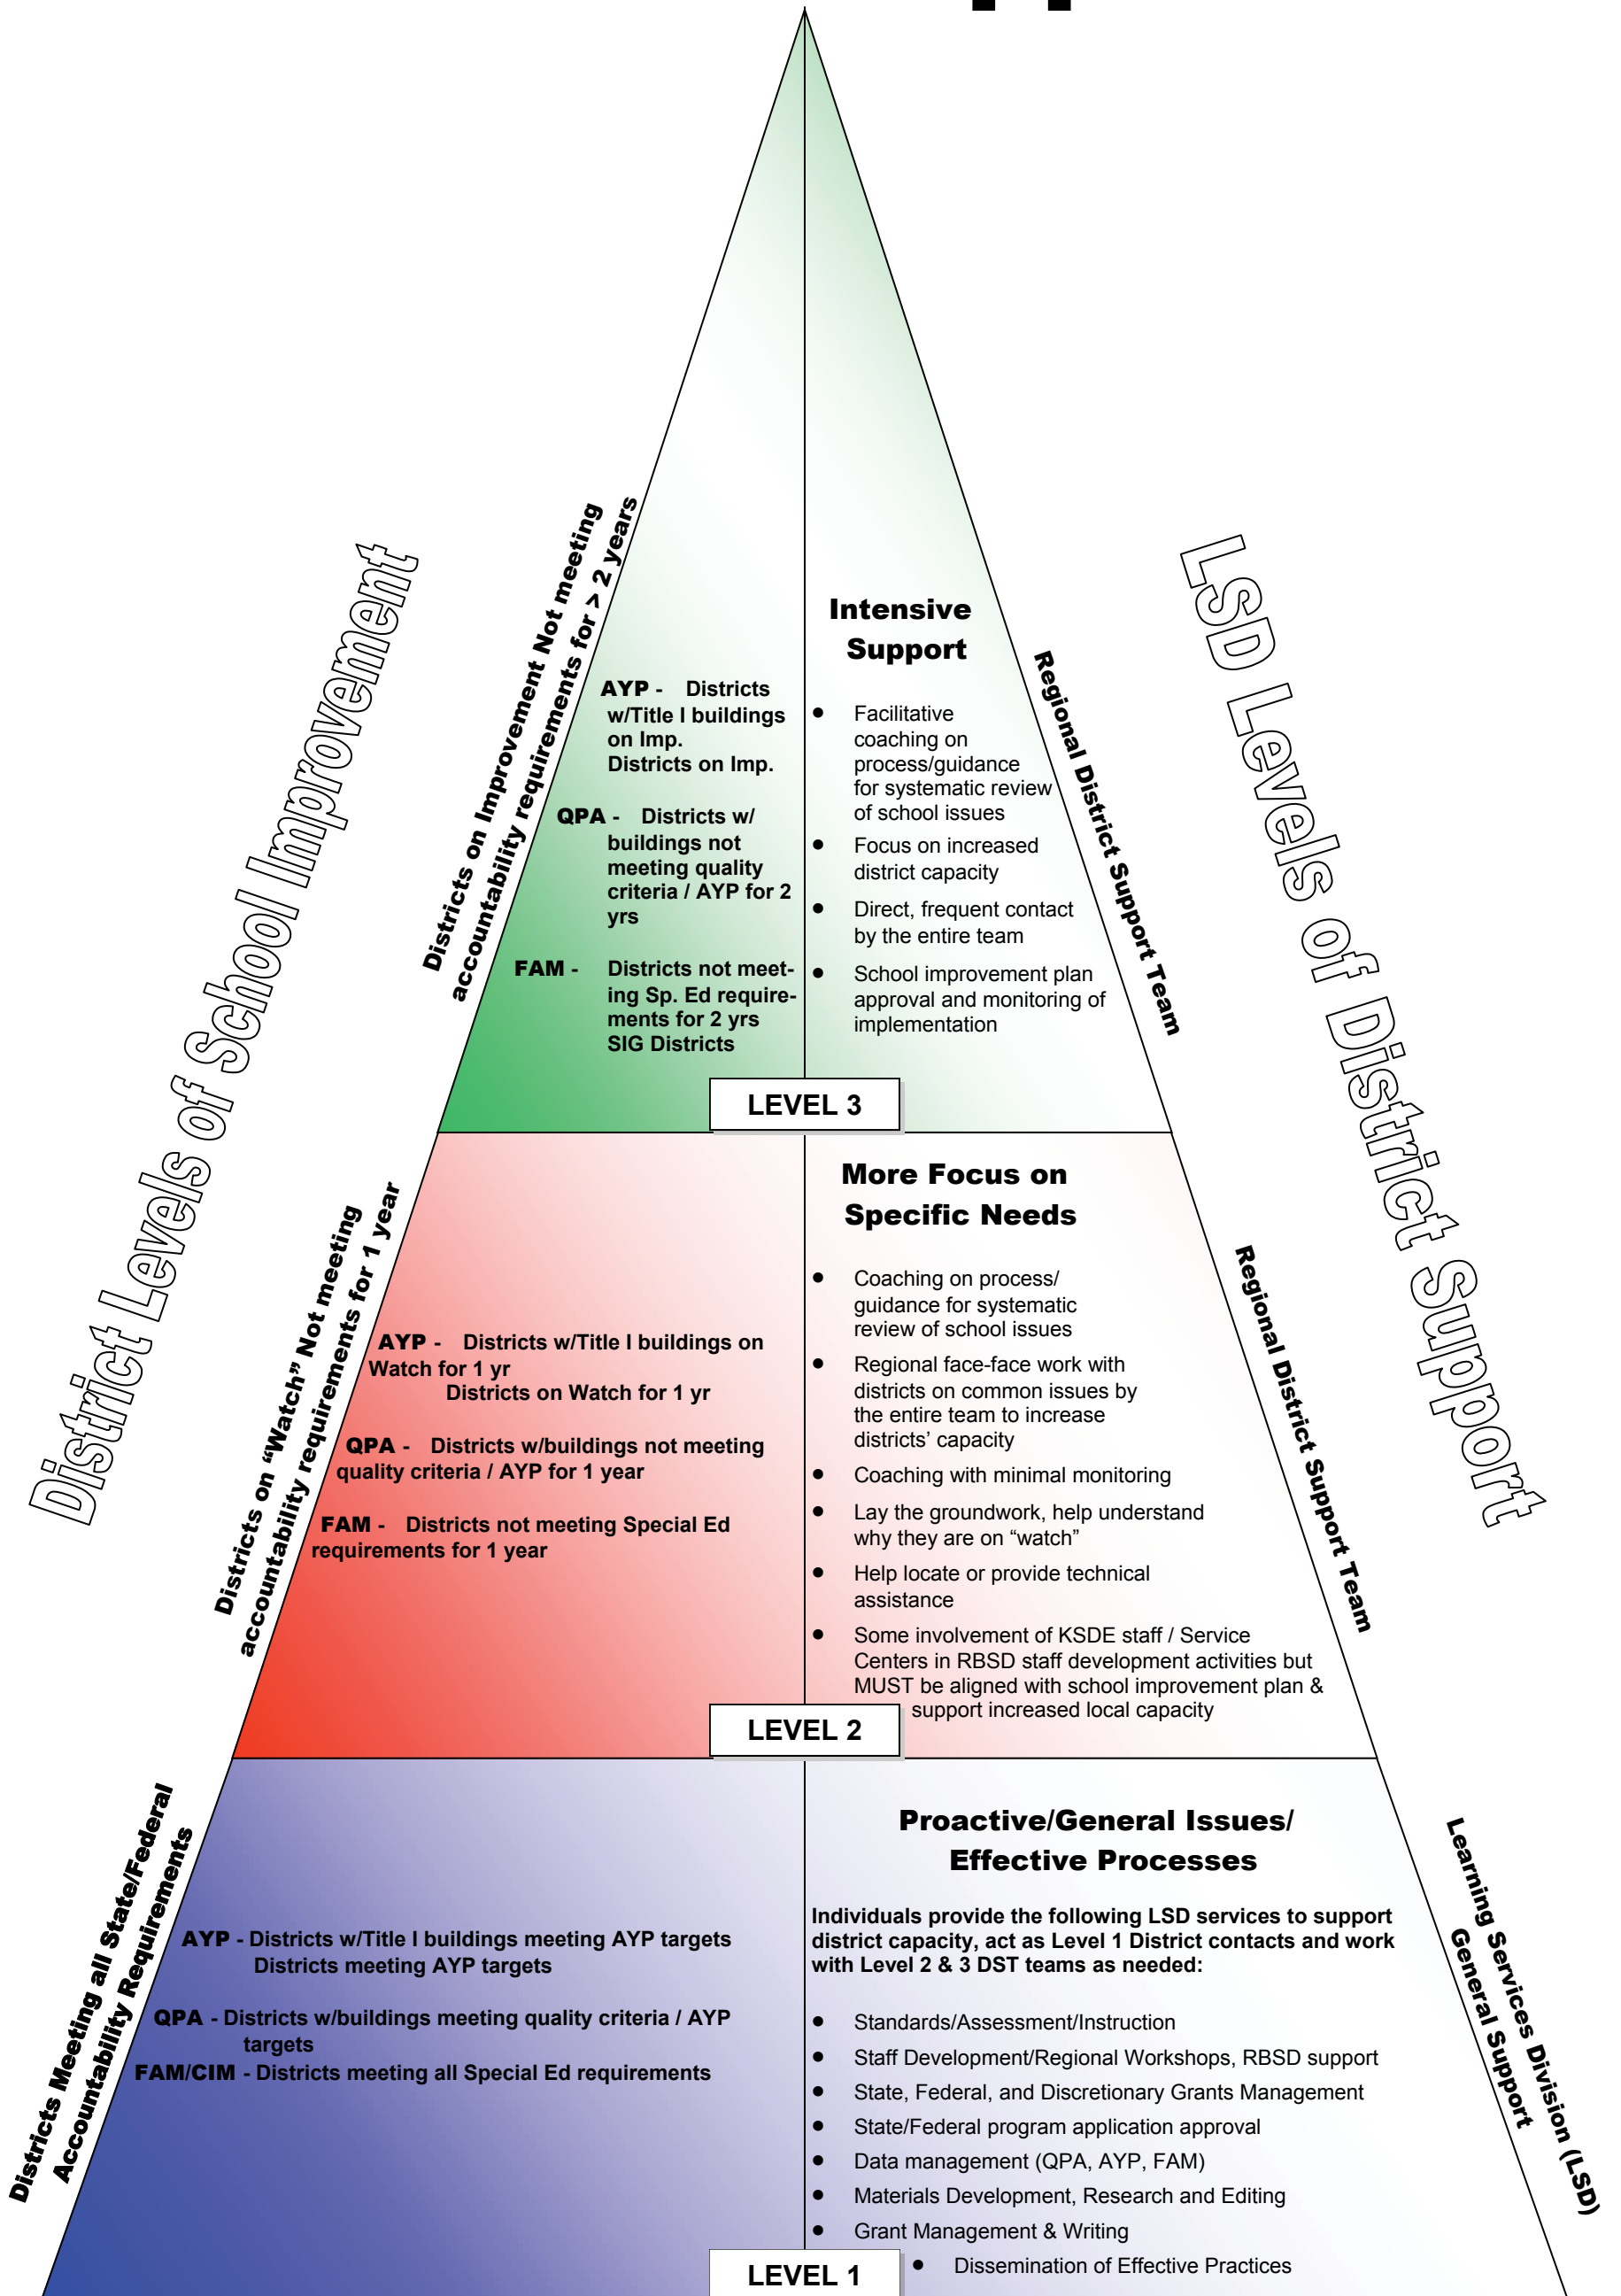 District Levels of School Improvement
LSD Levels of District Support
Districts on Improvement Not meeting
accountability requirements for > 2 years
AYP - Districts
w/Title I buildings
on Imp.
Districts on Imp.
QPA - Districts w/
buildings not
meeting quality
criteria / AYP for 2
yrs
FAM - Districts not meet-
ing Sp. Ed require-
ments for 2 yrs
SIG Districts
Intensive
Support
• Facilitative
coaching on
process/guidance
for systematic review
of school issues
• Focus on increased
district capacity
• Direct, frequent contact
by the entire team
• School improvement plan
approval and monitoring of
implementation
Regional District Support Team
LEVEL 3
Districts on “Watch” Not meeting
accountability requirements for 1 year
AYP - Districts w/Title I buildings on
Watch for 1 yr
Districts on Watch for 1 yr
QPA - Districts w/buildings not meeting
quality criteria / AYP for 1 year
FAM - Districts not meeting Special Ed
requirements for 1 year
More Focus on
Specific Needs
• Coaching on process/
guidance for systematic
review of school issues
• Regional face-face work with
districts on common issues by
the entire team to increase
districts’ capacity
• Coaching with minimal monitoring
• Lay the groundwork, help understand
why they are on “watch”
• Help locate or provide technical
assistance
• Some involvement of KSDE staff / Service
Centers in RBSD staff development activities but
MUST be aligned with school improvement plan &
support increased local capacity
Regional District Support Team
LEVEL 2
Districts Meeting all State/Federal
Accountability Requirements
AYP - Districts w/Title I buildings meeting AYP targets
Districts meeting AYP targets
QPA - Districts w/buildings meeting quality criteria / AYP
targets
FAM/CIM - Districts meeting all Special Ed requirements
Proactive/General Issues/
Effective Processes
Individuals provide the following LSD services to support
district capacity, act as Level 1 District contacts and work
with Level 2 & 3 DST teams as needed:
• Standards/Assessment/Instruction
• Staff Development/Regional Workshops, RBSD support
• State, Federal, and Discretionary Grants Management
• State/Federal program application approval
• Data management (QPA, AYP, FAM)
• Materials Development, Research and Editing
• Grant Management & Writing
• Dissemination of Effective Practices
Learning Services Division (LSD)
General Support
LEVEL 1